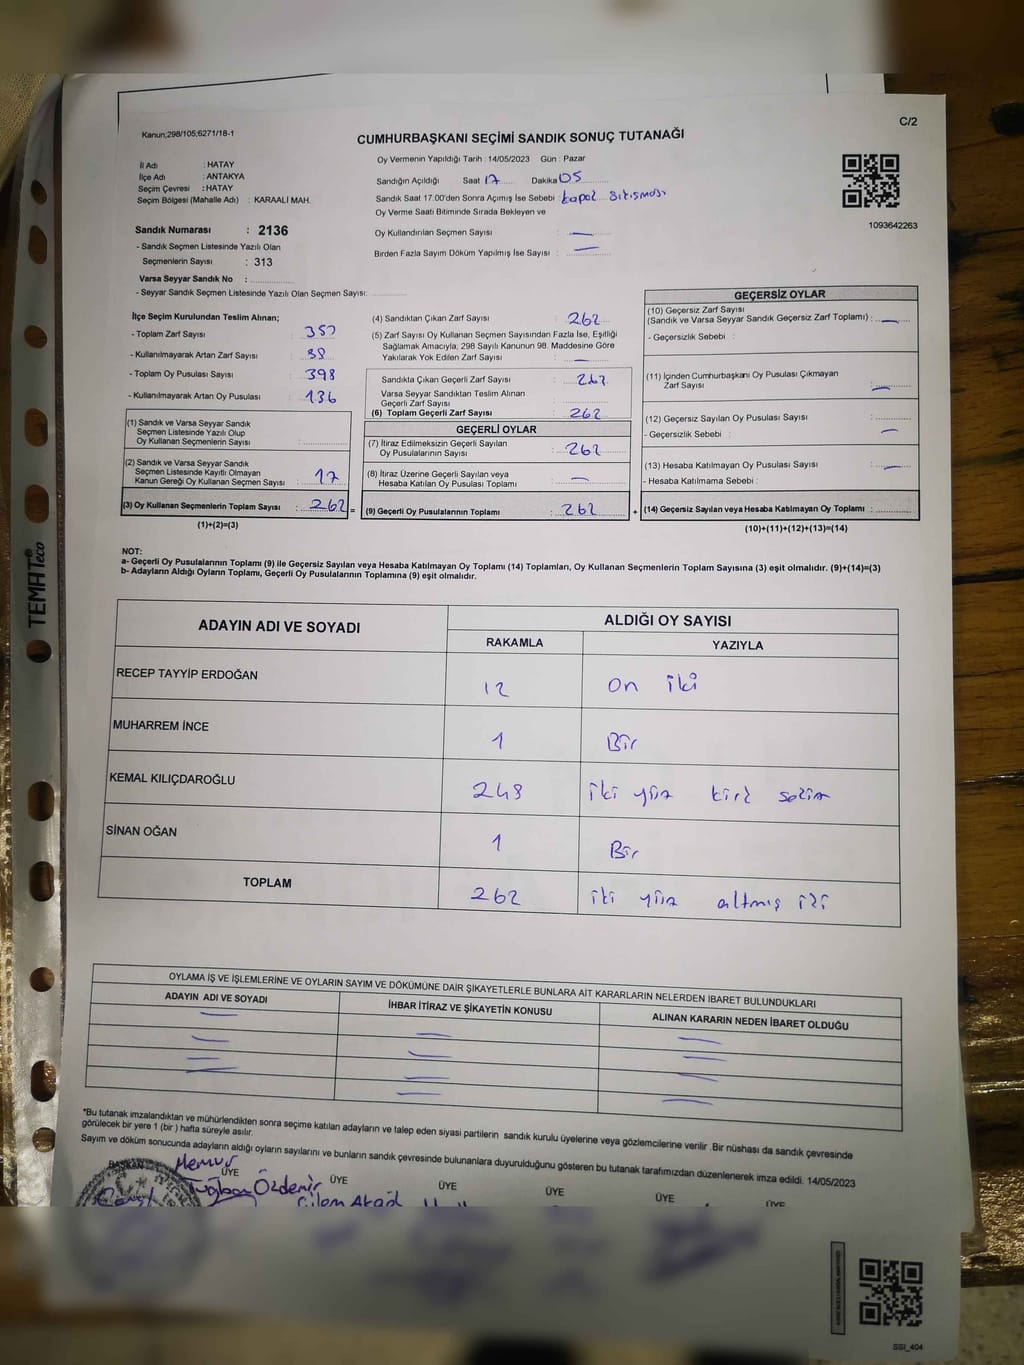 C/2
Kanun;298/105;6271/18-1
CUMHURBAŞKANI SEÇİMİ SANDIK SONUÇ TUTANAĞI
İl Adı : HATAY
İlçe Adı : ANTAKYA
Seçim Çevresi : HATAY
Seçim Bölgesi (Mahalle Adı) : KARAALİ MAH.
Oy Vermenin Yapıldığı Tarih : 14/05/2023 Gün : Pazar
Sandığın Açıldığı Saat 17 Dakika 05
Sandık Saat 17.00'den Sonra Açımış İse Sebebi :
Oy Verme Saati Bitiminde Sırada Bekleyen ve
Oy Kullandırılan Seçmen Sayısı : —
Birden Fazla Sayım Döküm Yapılmış İse Sayısı : —
1093642263
Sandık Numarası : 2136
- Sandık Seçmen Listesinde Yazılı Olan
Seçmenlerin Sayısı : 313
Varsa Seyyar Sandık No :
- Seyyar Sandık Seçmen Listesinde Yazılı Olan Seçmen Sayısı:
İlçe Seçim Kurulundan Teslim Alınan;
- Toplam Zarf Sayısı :
- Kullanılmayarak Artan Zarf Sayısı :
- Toplam Oy Pusulası Sayısı : 398
- Kullanılmayarak Artan Oy Pusulası : 136
(1) Sandık ve Varsa Seyyar Sandık
Seçmen Listesinde Yazılı Olup
Oy Kullanan Seçmenlerin Sayısı :
(2) Sandık ve Varsa Seyyar Sandık
Seçmen Listesinde Kayıtlı Olmayan
Kanun Gereği Oy Kullanan Seçmen Sayısı : 17
(3) Oy Kullanan Seçmenlerin Toplam Sayısı : 262 =
(1)+(2)=(3)
(4) Sandıktan Çıkan Zarf Sayısı : 262
(5) Zarf Sayısı Oy Kullanan Seçmen Sayısından Fazla İse, Eşitliği
Sağlamak Amacıyla; 298 Sayılı Kanunun 98. Maddesine Göre
Yakılarak Yok Edilen Zarf Sayısı : —
Sandıkta Çıkan Geçerli Zarf Sayısı : 262
Varsa Seyyar Sandıktan Teslim Alınan
Geçerli Zarf Sayısı :
(6) Toplam Geçerli Zarf Sayısı : 262
GEÇERLİ OYLAR
(7) İtiraz Edilmeksizin Geçerli Sayılan
Oy Pusulalarının Sayısı : 262
(8) İtiraz Üzerine Geçerli Sayılan veya
Hesaba Katılan Oy Pusulası Toplamı : —
(9) Geçerli Oy Pusulalarının Toplamı : 262 +
GEÇERSİZ OYLAR
(10) Geçersiz Zarf Sayısı
(Sandık ve Varsa Seyyar Sandık Geçersiz Zarf Toplamı) : —
- Geçersizlik Sebebi :
(11) İçinden Cumhurbaşkanı Oy Pusulası Çıkmayan
Zarf Sayısı : —
(12) Geçersiz Sayılan Oy Pusulası Sayısı :
- Geçersizlik Sebebi : —
(13) Hesaba Katılmayan Oy Pusulası Sayısı : —
- Hesaba Katılmama Sebebi :
(14) Geçersiz Sayılan veya Hesaba Katılmayan Oy Toplamı :
(10)+(11)+(12)+(13)=(14)
NOT:
a- Geçerli Oy Pusulalarının Toplamı (9) ile Geçersiz Sayılan veya Hesaba Katılmayan Oy Toplamı (14) Toplamları, Oy Kullanan Seçmenlerin Toplam Sayısına (3) eşit olmalıdır. (9)+(14)=(3)
b- Adayların Aldığı Oyların Toplamı, Geçerli Oy Pusulalarının Toplamına (9) eşit olmalıdır.
ADAYIN ADI VE SOYADI
ALDIĞI OY SAYISI
RAKAMLA YAZIYLA
RECEP TAYYİP ERDOĞAN 12 on iki
MUHARREM İNCE 1 Bir
KEMAL KILIÇDAROĞLU 248 iki yüz kırk sekiz
SİNAN OĞAN 1 Bir
TOPLAM 262 iki yüz altmış iki
OYLAMA İŞ VE İŞLEMLERİNE VE OYLARIN SAYIM VE DÖKÜMÜNE DAİR ŞİKAYETLERLE BUNLARA AİT KARARLARIN NELERDEN İBARET BULUNDUKLARI
ADAYIN ADI VE SOYADI
İHBAR İTİRAZ VE ŞİKAYETİN KONUSU
ALINAN KARARIN NEDEN İBARET OLDUĞU
*Bu tutanak imzalandıktan ve mühürlendikten sonra seçime katılan adayların ve talep eden siyasi partilerin sandık kurulu üyelerine veya gözlemcilerine verilir. Bir nüshası da sandık çevresinde
görülecek bir yere 1 (bir) hafta süreyle asılır.
Sayım ve döküm sonucunda adayların aldığı oyların sayılarını ve bunların sandık çevresinde bulunanlara duyurulduğunu gösteren bu tutanak tarafımızdan düzenlenerek imza edildi. 14/05/2023
BAŞKAN
Memur
ÜYE ÜYE ÜYE ÜYE ÜYE ÜYE
Özdemir
TEMAT®eco
SSI_404